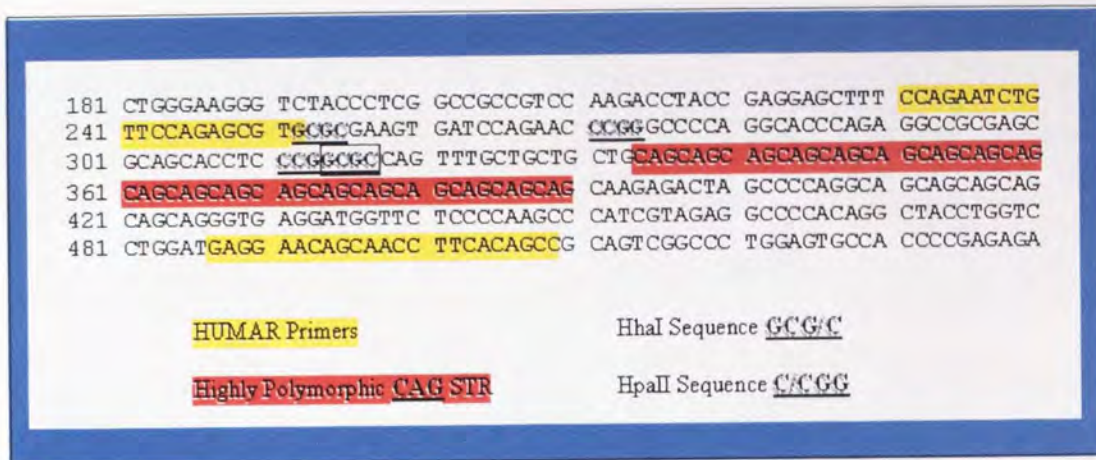 181 CTGGGAAGGG TCTACCCTCG GCCGCCGTCC AAGACCTACC GAGGAGCTTT CCAGAATCTG
241 TTCCAGAGCG TGCGCGAAGT GATCCAGAAC CCGGGCCCCA GGCACCCAGA GGCCGCGAGC
301 GCAGCACCTC CCGGGCGCCAG TTTGCTGCTG CTGCAGCAGC AGCAGCAGCA GCAGCAGCAG
361 CAGCAGCAGC AGCAGCAGCA GCAGCAGCAG CAAGAGACTA GCCCCAGGCA GCAGCAGCAG
421 CAGCAGGGTG AGGATGGTTC TCCCCAAGCC CATCGTAGAG GCCCCACAGG CTACCTGGTC
481 CTGGATGAGG AACAGCAACC TTCACAGCCG CAGTCGGCCC TGGAGTGCCA CCCCGAGAGA
HUMAR Primers HhaI Sequence GCG/C
Highly Polymorphic CAG STR HpaII Sequence C/CGG